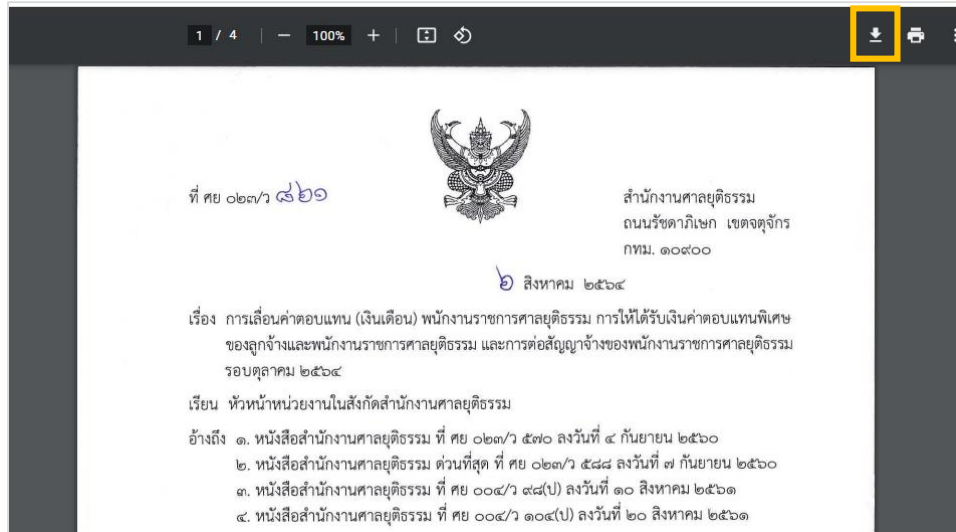 1 / 4 | − 100% + |
ที่ ศย ๐๒๓/ว ๘๖๑
สำนักงานศาลยุติธรรม
ถนนรัชดาภิเษก เขตจตุจักร
กทม. ๑๐๙๐๐
๖ สิงหาคม ๒๕๖๔
เรื่อง การเลื่อนค่าตอบแทน (เงินเดือน) พนักงานราชการศาลยุติธรรม การให้ได้รับเงินค่าตอบแทนพิเศษ
ของลูกจ้างและพนักงานราชการศาลยุติธรรม และการต่อสัญญาจ้างของพนักงานราชการศาลยุติธรรม
รอบตุลาคม ๒๕๖๔
เรียน หัวหน้าหน่วยงานในสังกัดสำนักงานศาลยุติธรรม
อ้างถึง ๑. หนังสือสำนักงานศาลยุติธรรม ที่ ศย ๐๒๓/ว ๕๗๐ ลงวันที่ ๔ กันยายน ๒๕๖๐
๒. หนังสือสำนักงานศาลยุติธรรม ด่วนที่สุด ที่ ศย ๐๒๓/ว ๕๘๘ ลงวันที่ ๗ กันยายน ๒๕๖๐
๓. หนังสือสำนักงานศาลยุติธรรม ที่ ศย ๐๐๔/ว ๙๘(ป) ลงวันที่ ๑๐ สิงหาคม ๒๕๖๑
๔. หนังสือสำนักงานศาลยุติธรรม ที่ ศย ๐๐๔/ว ๑๐๔(ป) ลงวันที่ ๒๐ สิงหาคม ๒๕๖๑